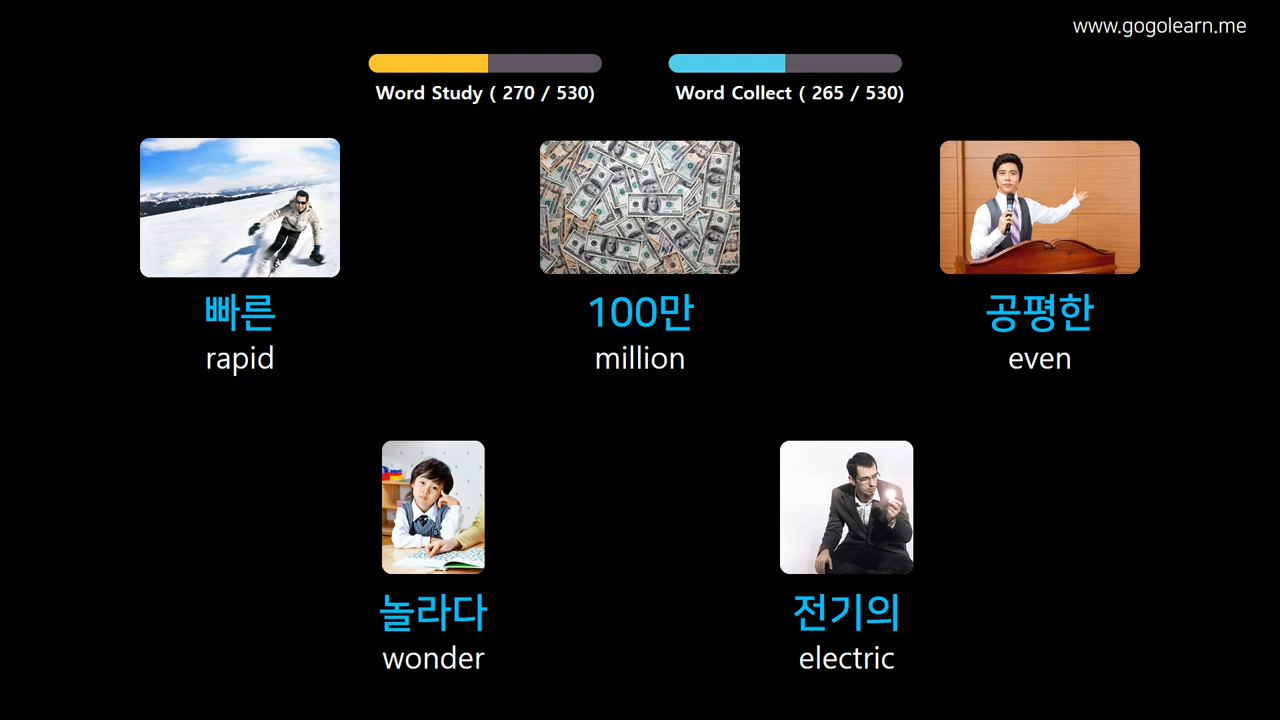 www.gogolearn.me
Word Study ( 270 / 530)
Word Collect ( 265 / 530)
빠른
rapid
100만
million
공평한
even
놀라다
wonder
전기의
electric